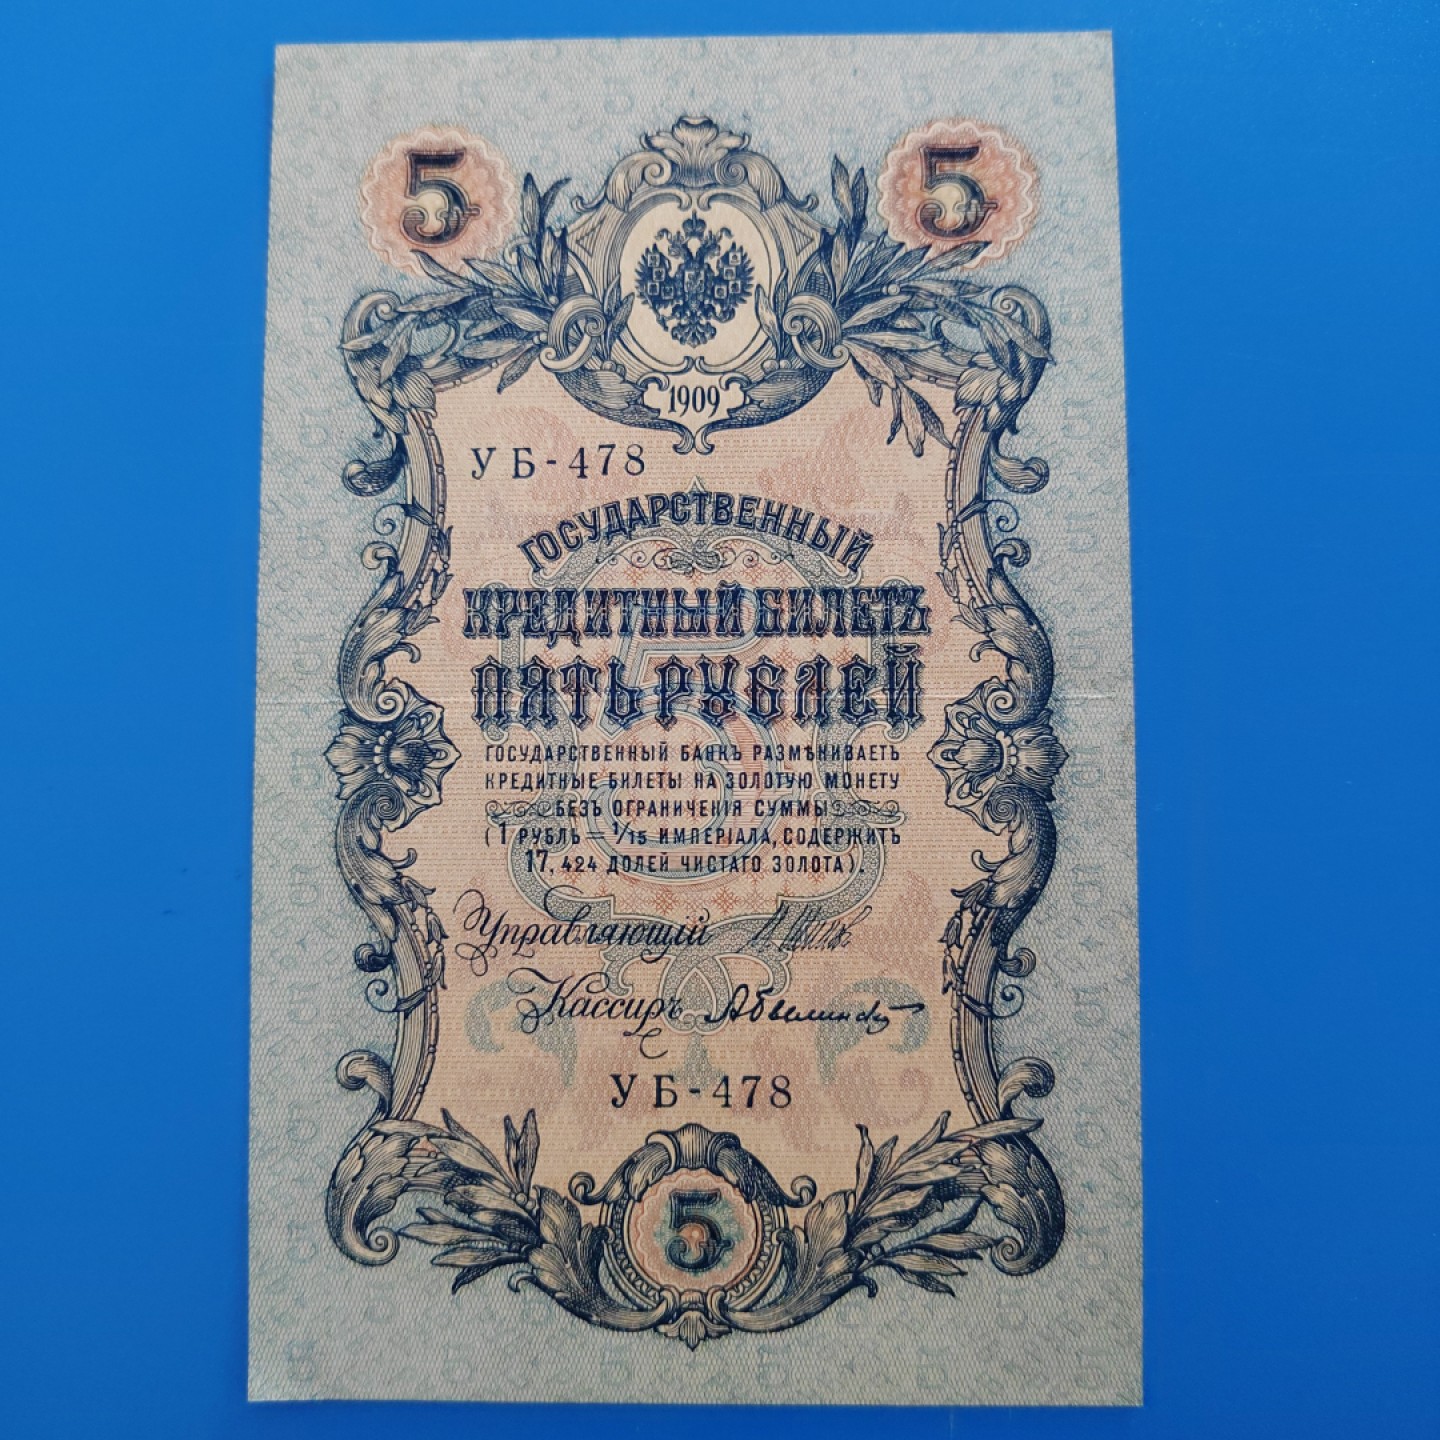 5 5
1909
УБ-478
ГОСУДАРСТВЕННЫЙ
КРЕДИТНЫЙ БИЛЕТЪ
ПЯТЬ РУБЛЕЙ
ГОСУДАРСТВЕННЫЙ БАНКЪ РАЗМѢНИВАЕТЪ
КРЕДИТНЫЕ БИЛЕТЫ НА ЗОЛОТУЮ МОНЕТУ
БЕЗЪ ОГРАНИЧЕНІЯ СУММЫ
(1 РУБЛЬ = 1/15 ИМПЕРІАЛА, СОДЕРЖИТЪ
17,424 ДОЛЕЙ ЧИСТАГО ЗОЛОТА).
Управляющій
Кассиръ
УБ-478
5